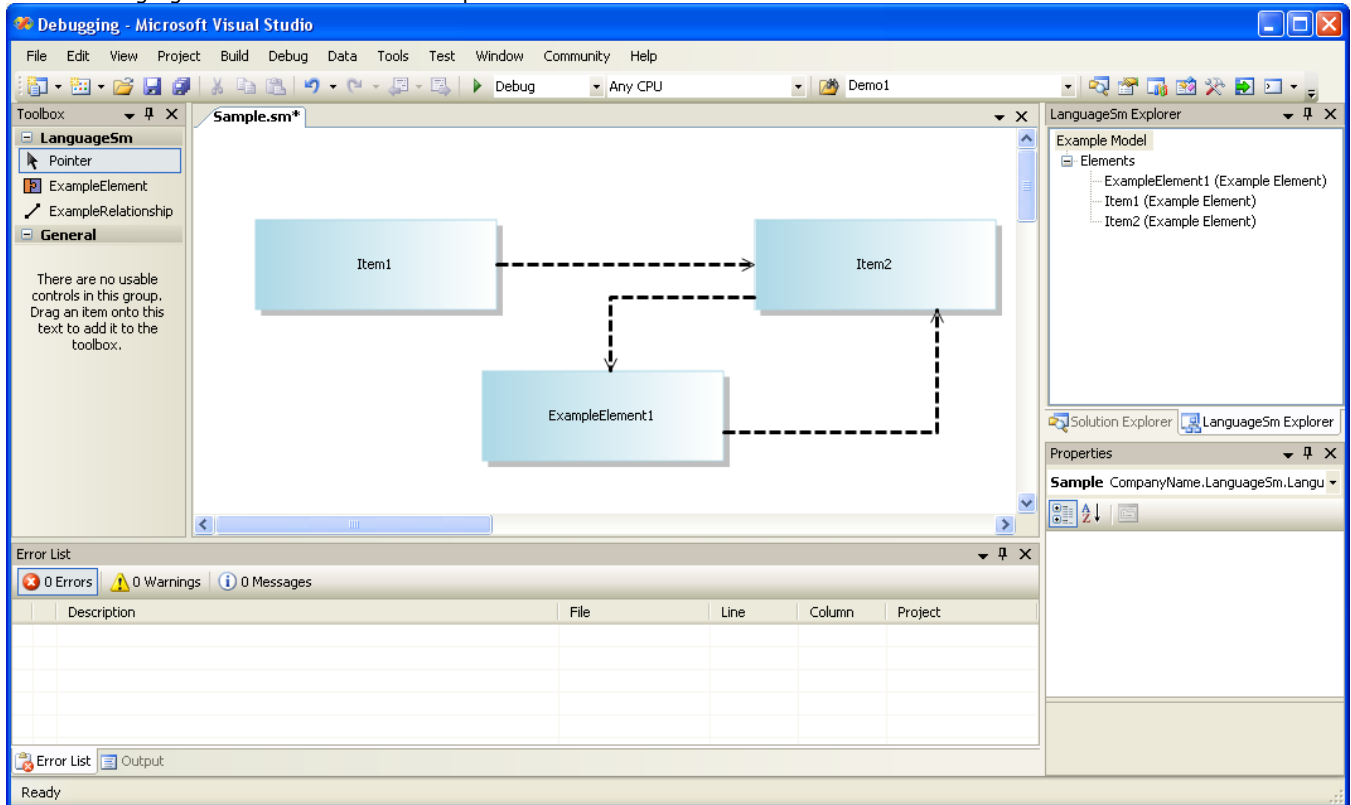 Debugging - Microsoft Visual Studio
File Edit View Project Build Debug Data Tools Test Window Community Help
Debug Any CPU Demo1
Toolbox
LanguageSm
Pointer
ExampleElement
ExampleRelationship
General
There are no usable
controls in this group.
Drag an item onto this
text to add it to the
toolbox.
Sample.sm*
Item1
Item2
ExampleElement1
LanguageSm Explorer
Example Model
Elements
ExampleElement1 (Example Element)
Item1 (Example Element)
Item2 (Example Element)
Solution Explorer LanguageSm Explorer
Properties
Sample CompanyName.LanguageSm.Langu
Error List
0 Errors 0 Warnings 0 Messages
Description File Line Column Project
Error List Output
Ready